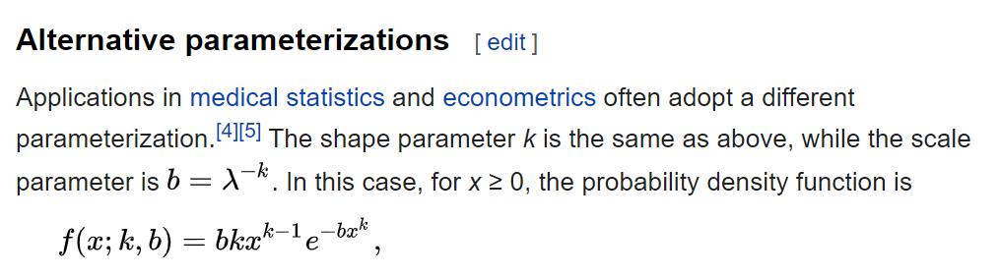 Alternative parameterizations [ edit ]
Applications in medical statistics and econometrics often adopt a different
parameterization.[4][5] The shape parameter k is the same as above, while the scale
parameter is b = λ^{-k}. In this case, for x ≥ 0, the probability density function is
f(x; k, b) = bkx^{k-1}e^{-bx^k},